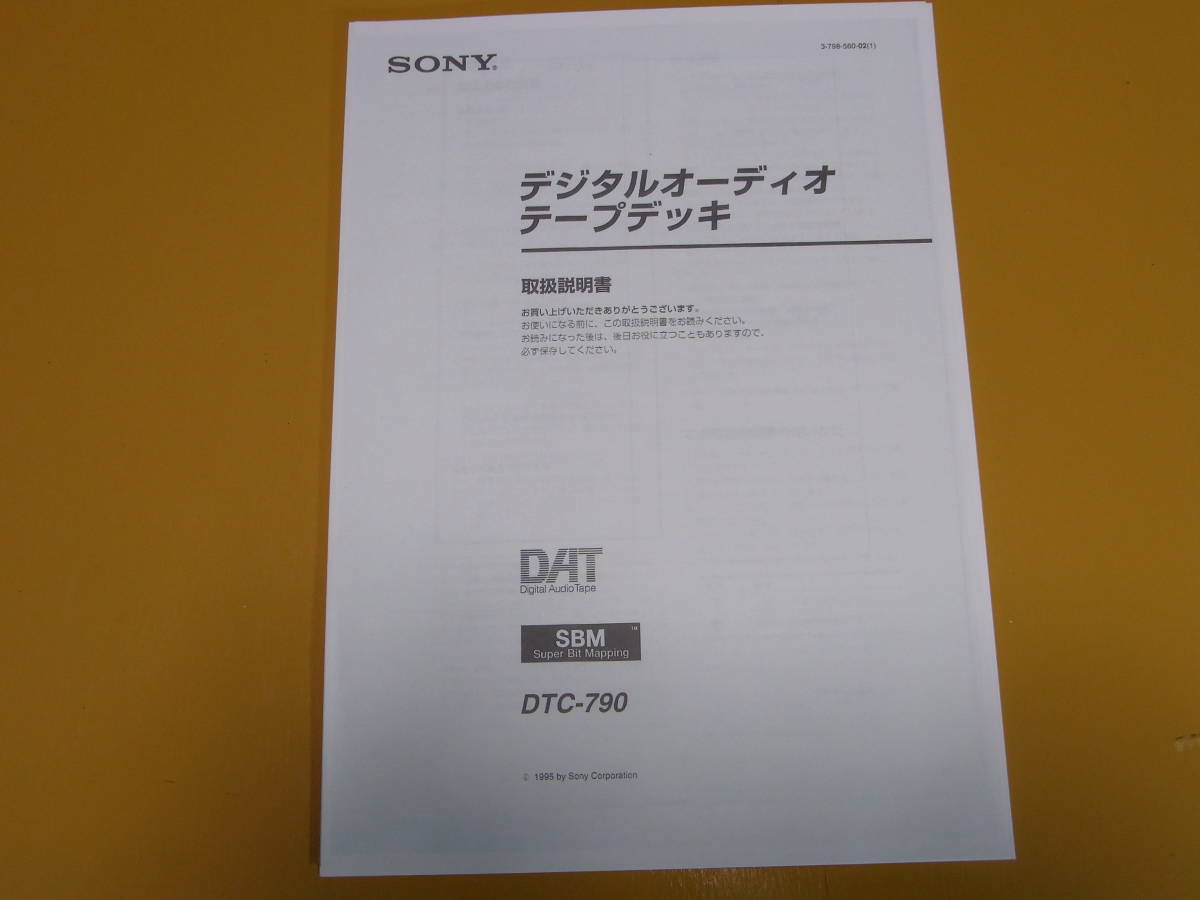 SONY®
3-798-560-02(1)
デジタルオーディオ
テープデッキ
取扱説明書
お買い上げいただきありがとうございます。
お使いになる前に、この取扱説明書をお読みください。
お読みになった後は、後日お役に立つこともありますので、
必ず保存してください。
DAT
Digital Audio Tape
SBM™
Super Bit Mapping
DTC-790
© 1995 by Sony Corporation